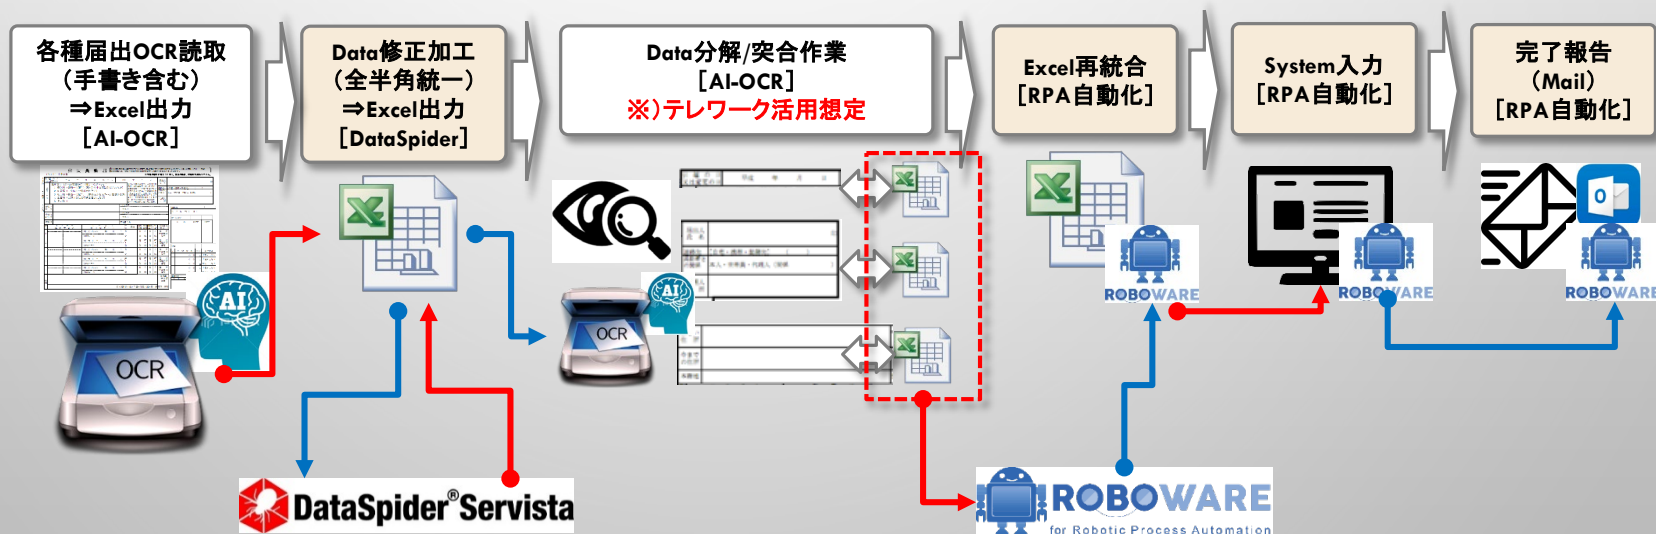 各種届出OCR読取
（手書き含む）
⇒Excel出力
［AI-OCR］
Data修正加工
（全半角統一）
⇒Excel出力
［DataSpider］
Data分解/突合作業
［AI-OCR］
※）テレワーク活用想定
Excel再統合
［RPA自動化］
System入力
［RPA自動化］
完了報告
（Mail）
［RPA自動化］
AI
OCR
AI
OCR
平成 年 月 日
ROBOWARE
ROBOWARE
ROBOWARE
DataSpider® Servista
ROBOWARE
for Robotic Process Automation